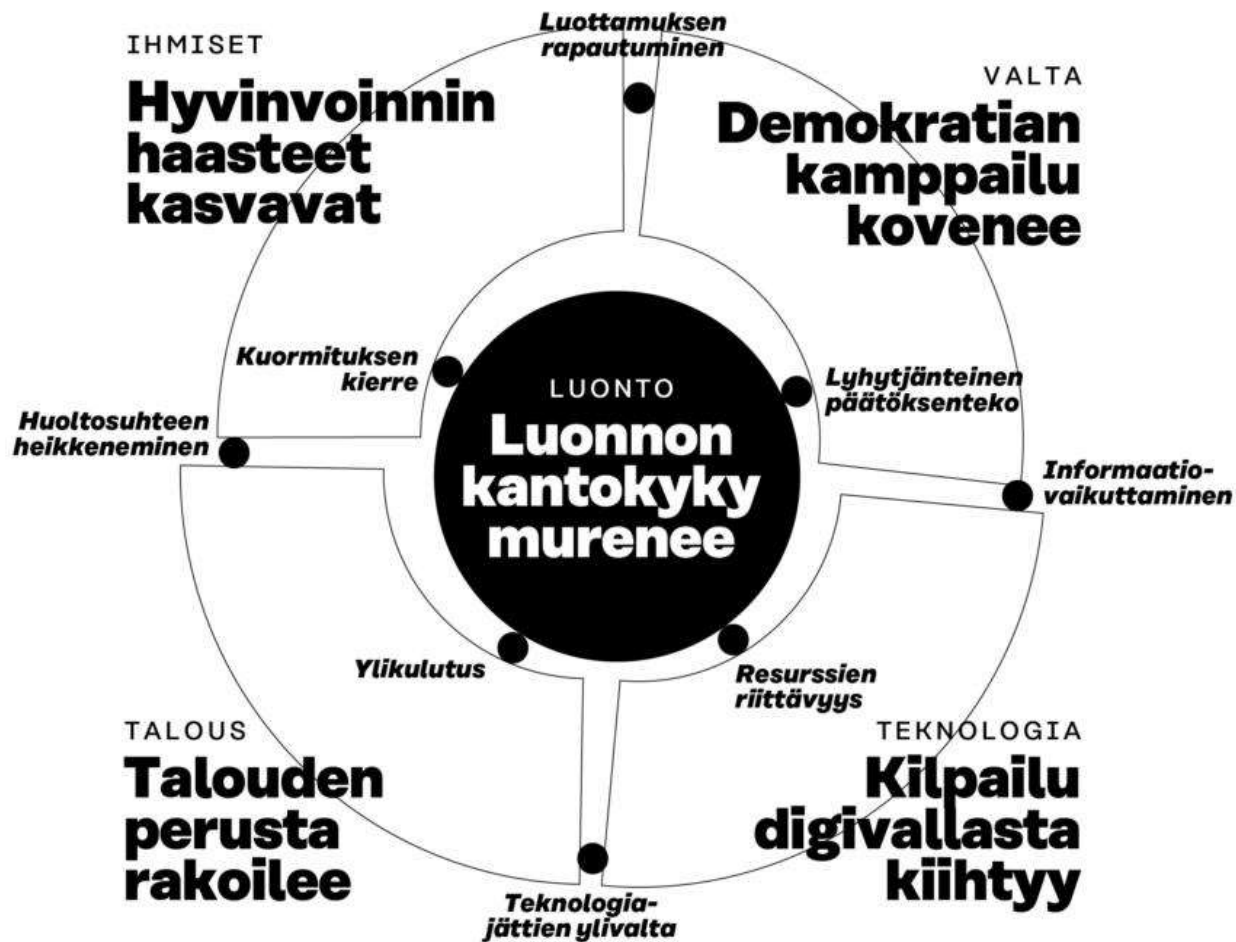 Luottamuksen
rapautuminen
IHMISET
Hyvinvoinnin
haasteet
kasvavat
VALTA
Demokratian
kamppailu
kovenee
Kuormituksen
kierre
Huoltosuhteen
heikkeneminen
LUONTO
Luonnon
kantokyky
murenee
Lyhytjänteinen
päätöksenteko
Informaatio-
vaikuttaminen
Ylikulutus
Resurssien
riittävyys
TALOUS
Talouden
perusta
rakoilee
TEKNOLOGIA
Kilpailu
digivallasta
kiihtyy
Teknologia-
jättien ylivalta